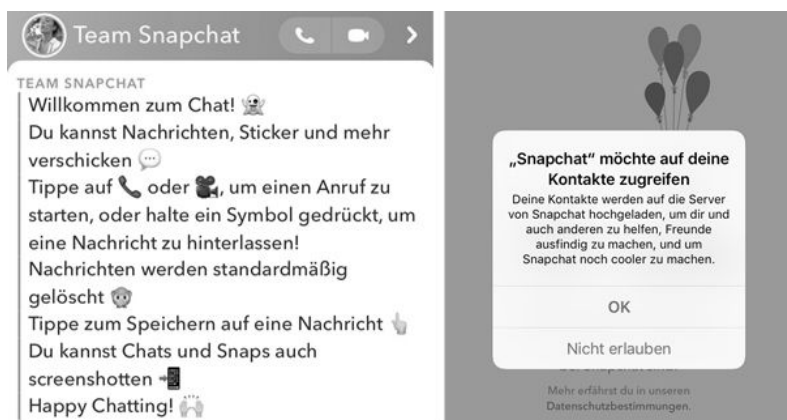 Team Snapchat
TEAM SNAPCHAT
Willkommen zum Chat! 👻
Du kannst Nachrichten, Sticker und mehr
verschicken 💬
Tippe auf 📞 oder 🎥, um einen Anruf zu
starten, oder halte ein Symbol gedrückt, um
eine Nachricht zu hinterlassen!
Nachrichten werden standardmäßig
gelöscht 🙊
Tippe zum Speichern auf eine Nachricht 👆
Du kannst Chats und Snaps auch
screenshotten 📲
Happy Chatting! 🙌
„Snapchat“ möchte auf deine
Kontakte zugreifen
Deine Kontakte werden auf die Server
von Snapchat hochgeladen, um dir und
auch anderen zu helfen, Freunde
ausfindig zu machen, und um
Snapchat noch cooler zu machen.
OK
Nicht erlauben
Mehr erfährst du in unseren
Datenschutzbestimmungen.